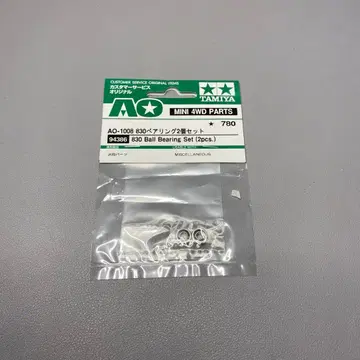 CUSTOMER SERVICE ORIGINAL ITEMS
カスタマーサービス
オリジナル
AO
TAMIYA
MINI 4WD PARTS
★ 780
AO-1008 830ベアリング2個セット
94386 830 Ball Bearing Set (2pcs.)